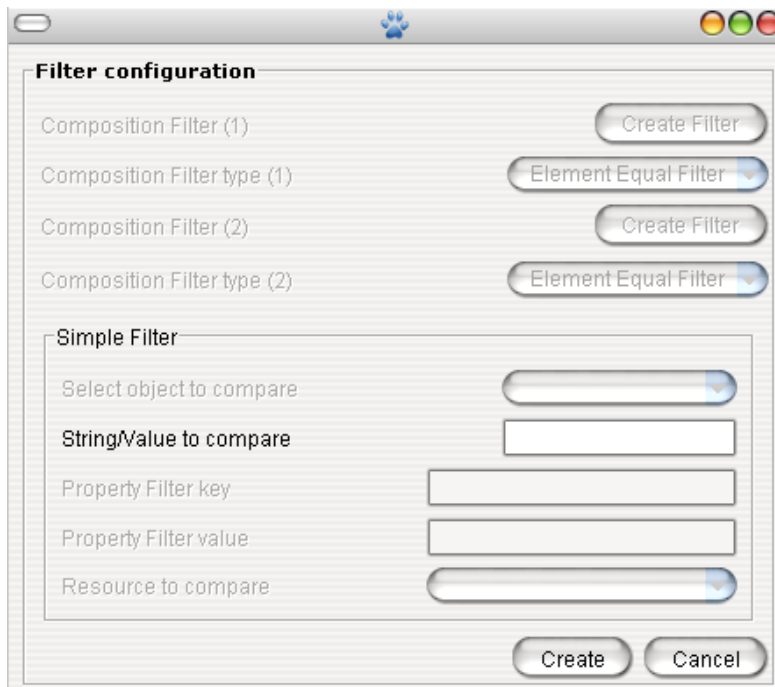 Filter configuration
Composition Filter (1) Create Filter
Composition Filter type (1) Element Equal Filter
Composition Filter (2) Create Filter
Composition Filter type (2) Element Equal Filter
Simple Filter
Select object to compare
String/Value to compare
Property Filter key
Property Filter value
Resource to compare
Create Cancel